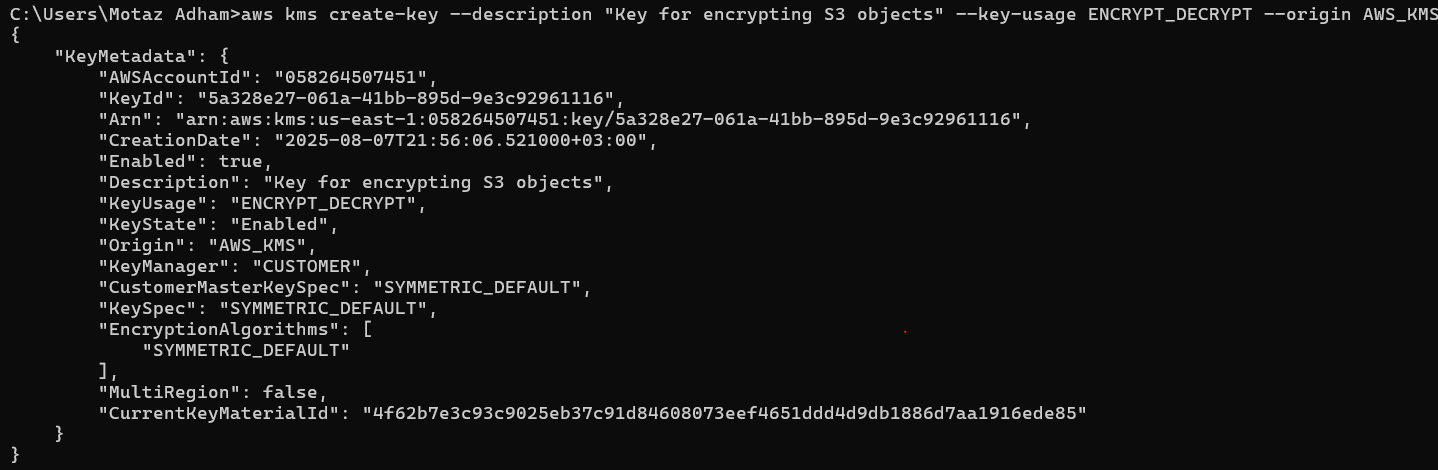 C:\Users\Motaz Adham>aws kms create-key --description "Key for encrypting S3 objects" --key-usage ENCRYPT_DECRYPT --origin AWS_KMS
{
    "KeyMetadata": {
        "AWSAccountId": "058264507451",
        "KeyId": "5a328e27-061a-41bb-895d-9e3c92961116",
        "Arn": "arn:aws:kms:us-east-1:058264507451:key/5a328e27-061a-41bb-895d-9e3c92961116",
        "CreationDate": "2025-08-07T21:56:06.521000+03:00",
        "Enabled": true,
        "Description": "Key for encrypting S3 objects",
        "KeyUsage": "ENCRYPT_DECRYPT",
        "KeyState": "Enabled",
        "Origin": "AWS_KMS",
        "KeyManager": "CUSTOMER",
        "CustomerMasterKeySpec": "SYMMETRIC_DEFAULT",
        "KeySpec": "SYMMETRIC_DEFAULT",
        "EncryptionAlgorithms": [
            "SYMMETRIC_DEFAULT"
        ],
        "MultiRegion": false,
        "CurrentKeyMaterialId": "4f62b7e3c93c9025eb37c91d84608073eef4651ddd4d9db1886d7aa1916ede85"
    }
}